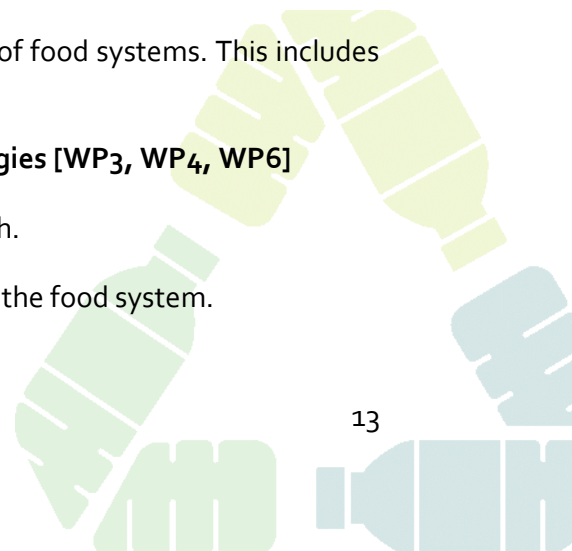 of food systems. This includes
gies [WP3, WP4, WP6]
h.
the food system.
13